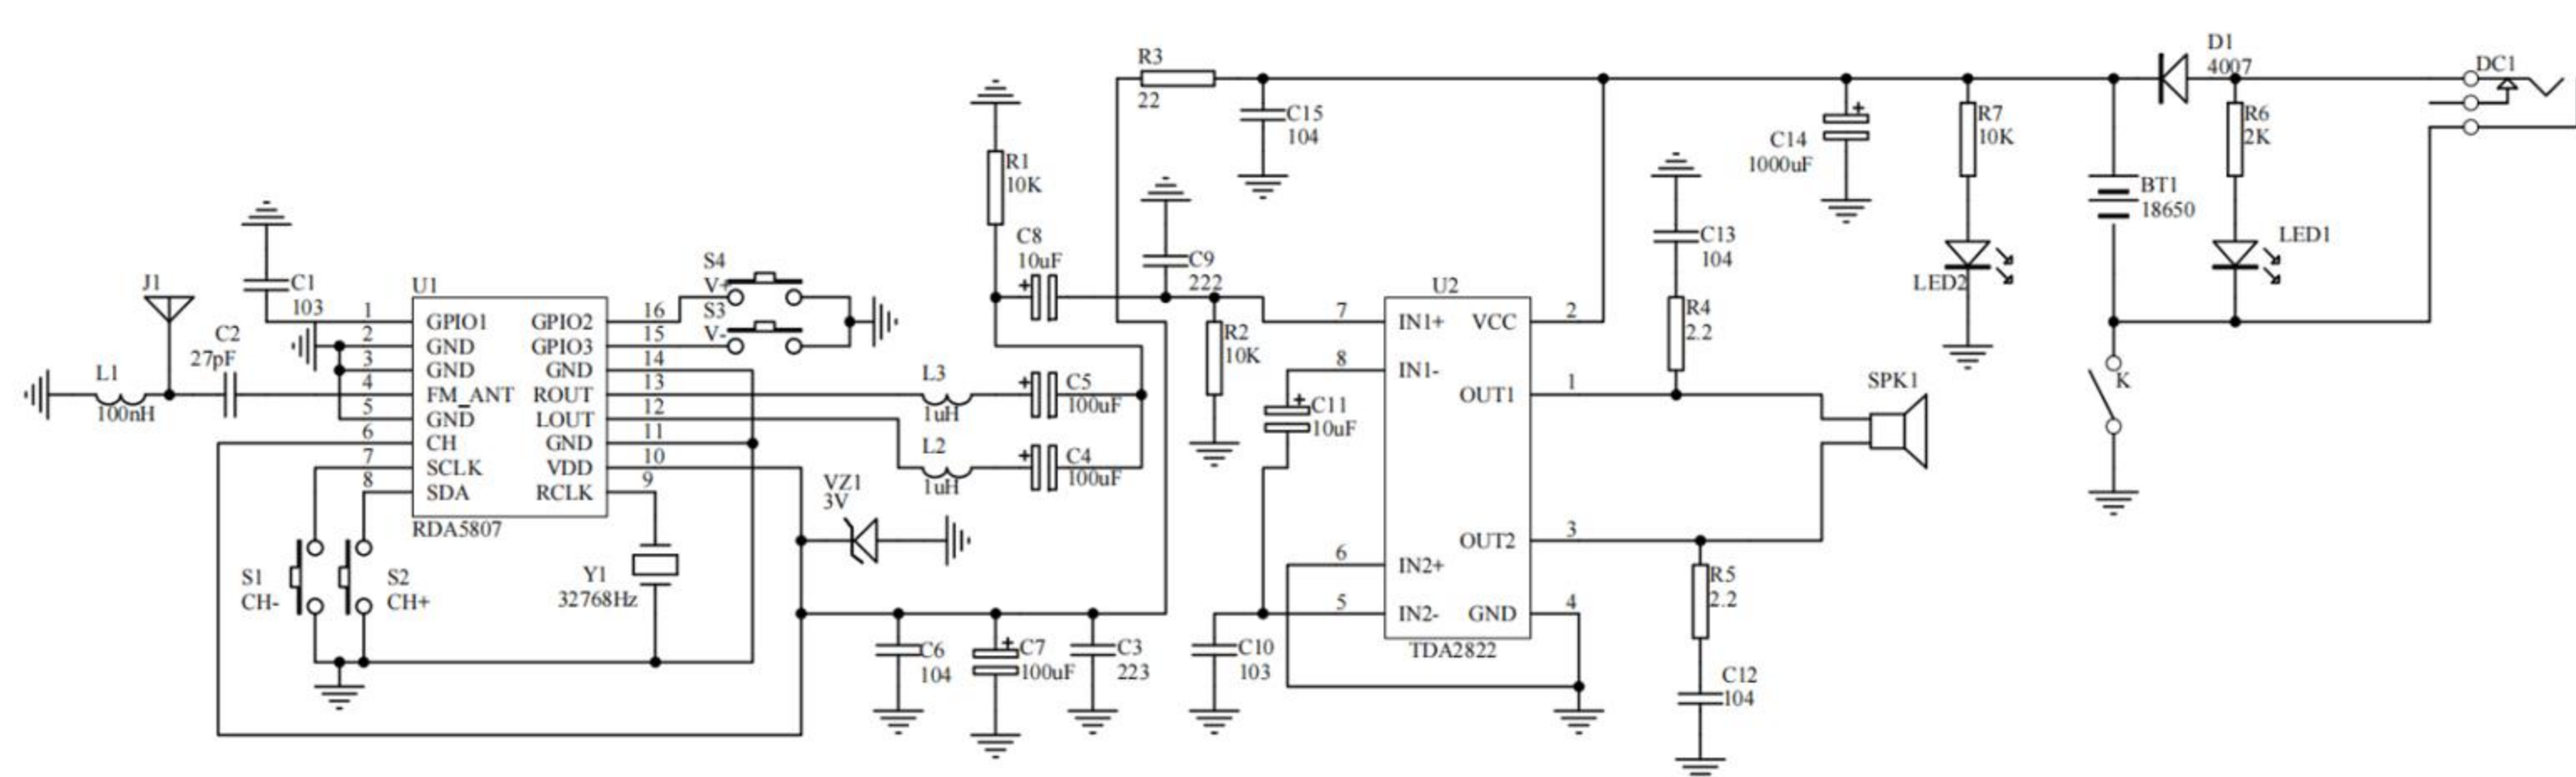 J1
L1
100nH
C2
27pF
C1
103
U1
1
2
3
4
5
6
7
8
GPIO1
GND
GND
FM_ANT
GND
CH
SCLK
SDA
GPIO2
GPIO3
GND
ROUT
LOUT
GND
VDD
RCLK
16
15
14
13
12
11
10
9
RDA5807
S1
CH-
S2
CH+
Y1
32768Hz
S4
V+
S3
V-
VZ1
3V
L3
1uH
L2
1uH
C5
100uF
C4
100uF
R1
10K
C8
10uF
C6
104
C7
100uF
C3
223
R3
22
C15
104
C9
222
R2
10K
C11
10uF
C10
103
U2
7
8
6
5
IN1+
IN1-
IN2+
IN2-
VCC
OUT1
OUT2
GND
2
1
3
4
TDA2822
C13
104
R4
2.2
R5
2.2
C12
104
SPK1
C14
1000uF
R7
10K
LED2
BT1
18650
K
D1
4007
R6
2K
LED1
DC1